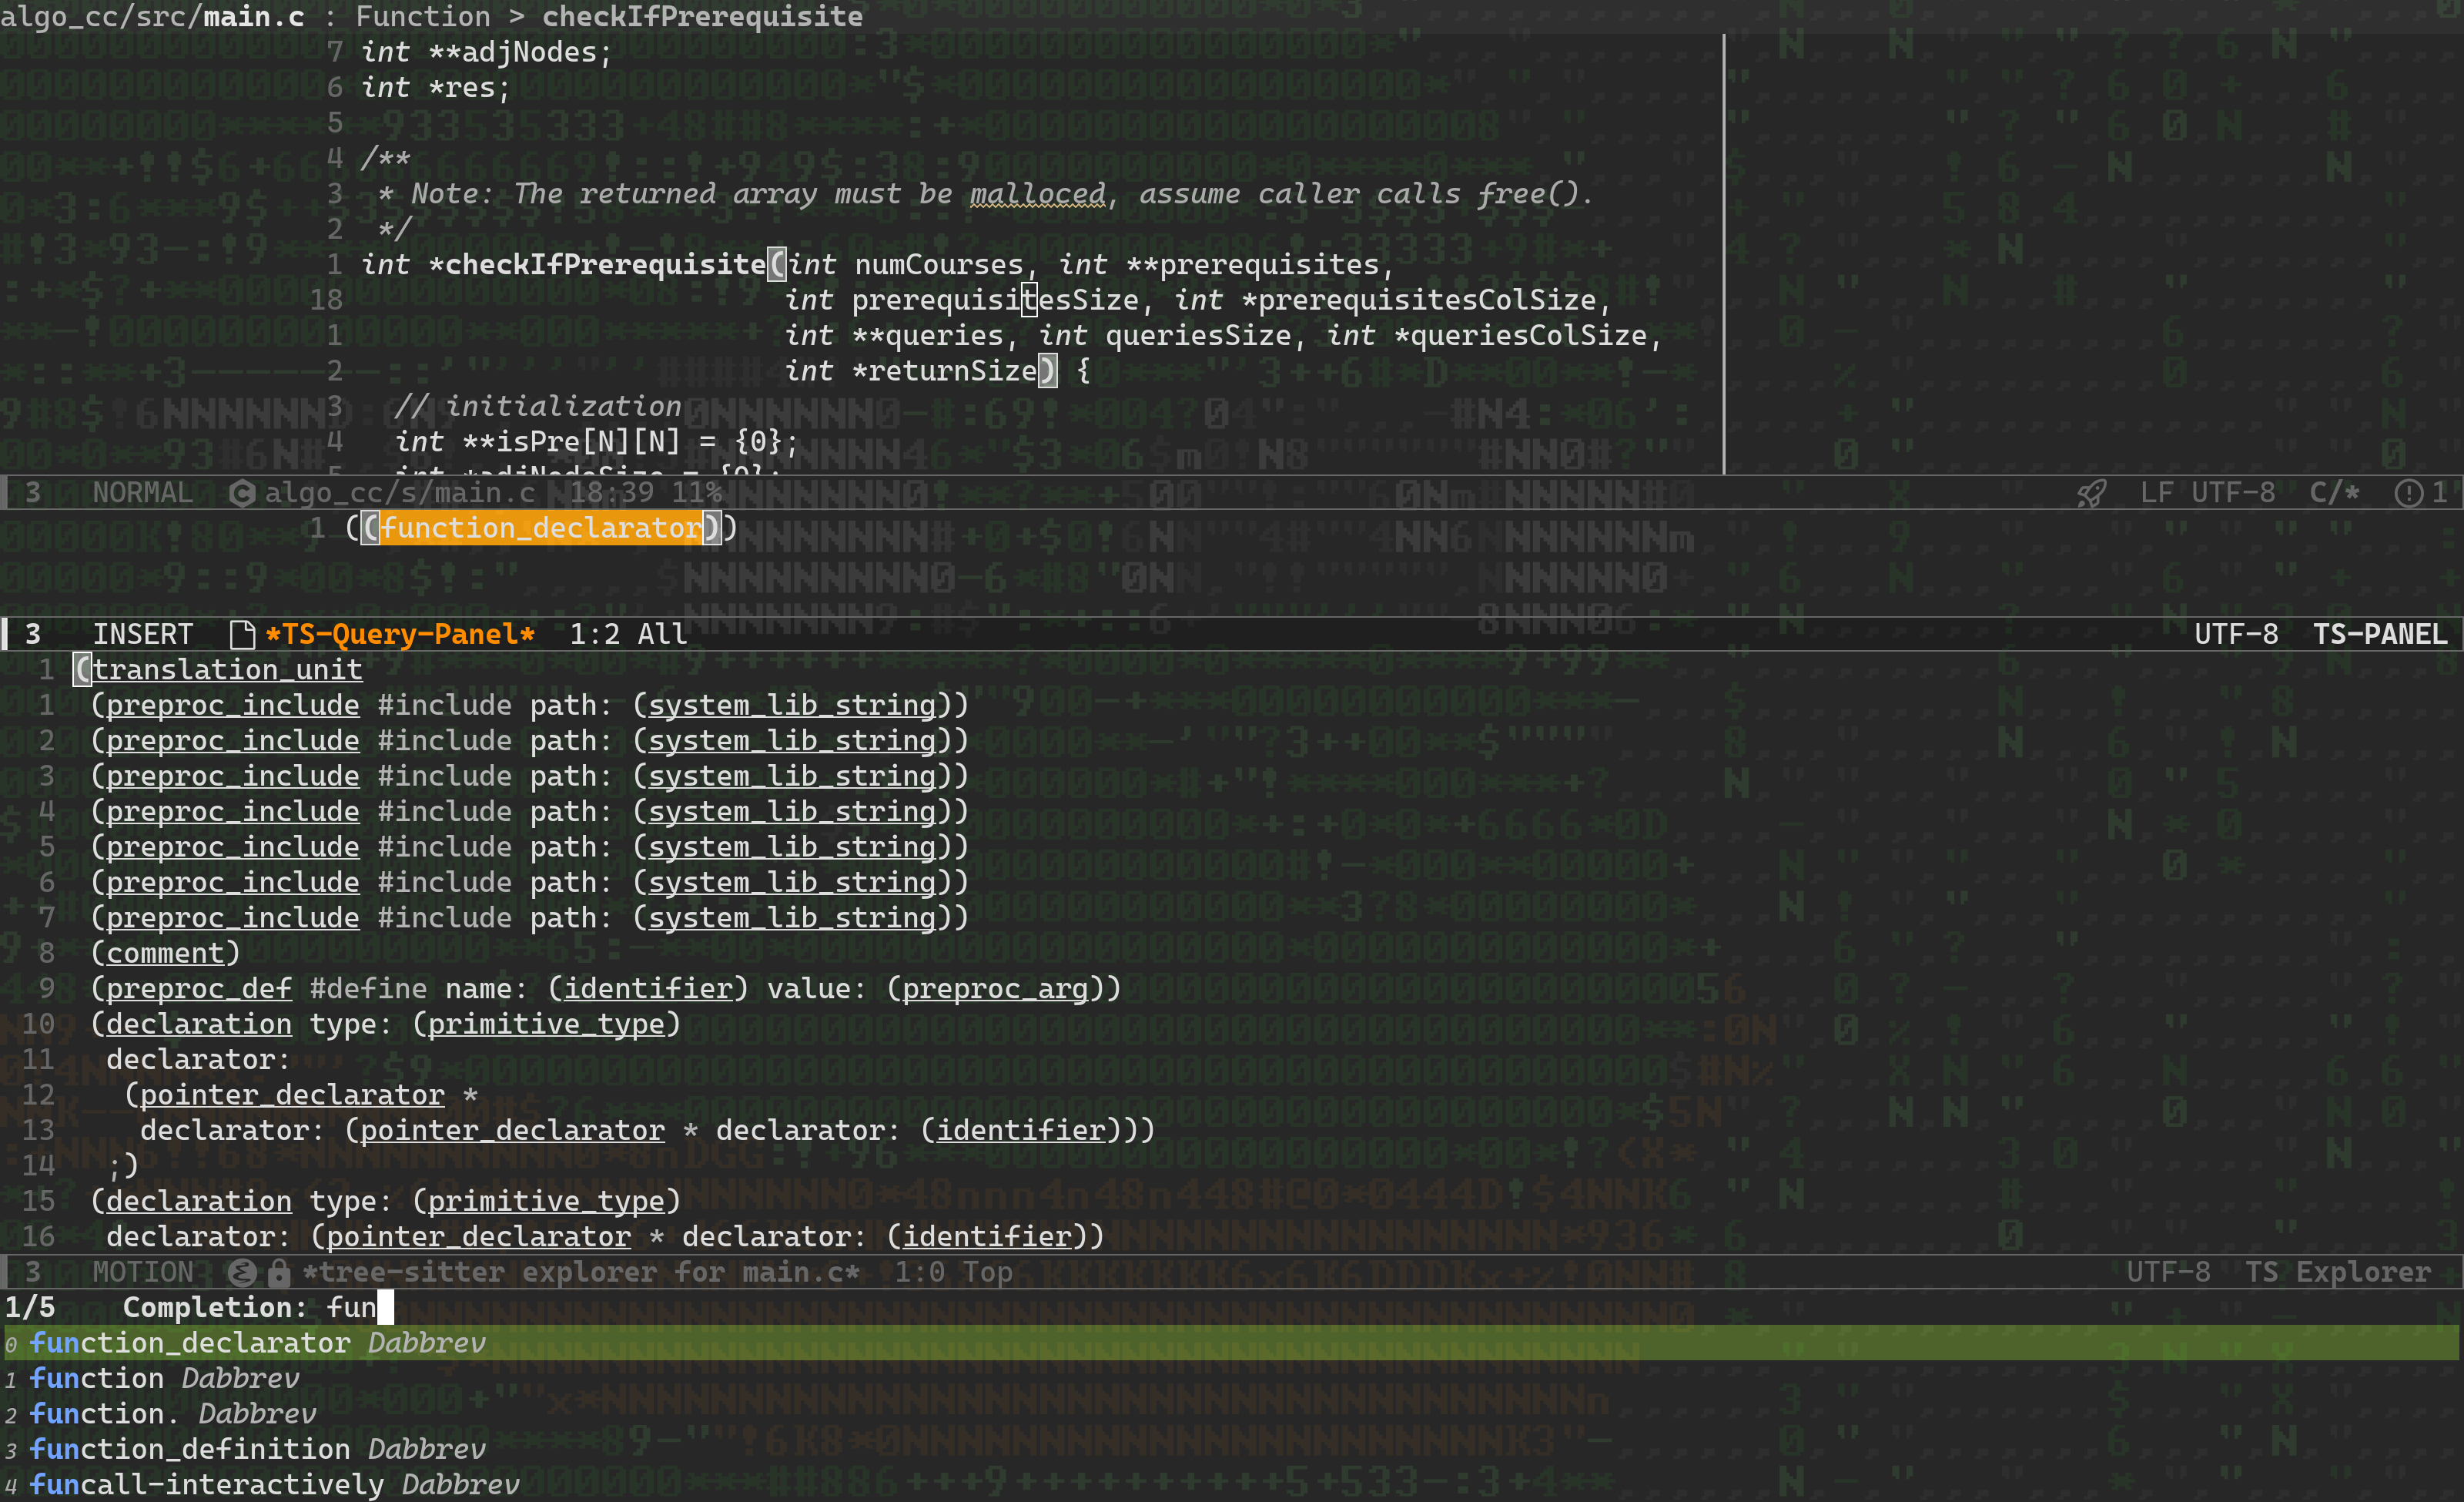 algo_cc/src/main.c : Function > checkIfPrerequisite
7 int **adjNodes;
6 int *res;
5
4 /**
3 * Note: The returned array must be malloced, assume caller calls free().
2 */
1 int *checkIfPrerequisite(int numCourses, int **prerequisites,
18 int prerequisitesSize, int *prerequisitesColSize,
1 int **queries, int queriesSize, int *queriesColSize,
2 int *returnSize) {
3 // initialization
4 int **isPre[N][N] = {0};
5 int *adjNodeSize = {0};
3 NORMAL algo_cc/s/main.c 18:39 11% LF UTF-8 C/* 1
1 ((function_declarator))
3 INSERT *TS-Query-Panel* 1:2 All UTF-8 TS-PANEL
1 (translation_unit
1 (preproc_include #include path: (system_lib_string))
2 (preproc_include #include path: (system_lib_string))
3 (preproc_include #include path: (system_lib_string))
4 (preproc_include #include path: (system_lib_string))
5 (preproc_include #include path: (system_lib_string))
6 (preproc_include #include path: (system_lib_string))
7 (preproc_include #include path: (system_lib_string))
8 (comment)
9 (preproc_def #define name: (identifier) value: (preproc_arg))
10 (declaration type: (primitive_type)
11 declarator:
12 (pointer_declarator *
13 declarator: (pointer_declarator * declarator: (identifier)))
14 ;)
15 (declaration type: (primitive_type)
16 declarator: (pointer_declarator * declarator: (identifier))
3 MOTION *tree-sitter explorer for main.c* 1:0 Top UTF-8 TS Explorer
1/5 Completion: fun
0 function_declarator Dabbrev
1 function Dabbrev
2 function. Dabbrev
3 function_definition Dabbrev
4 funcall-interactively Dabbrev